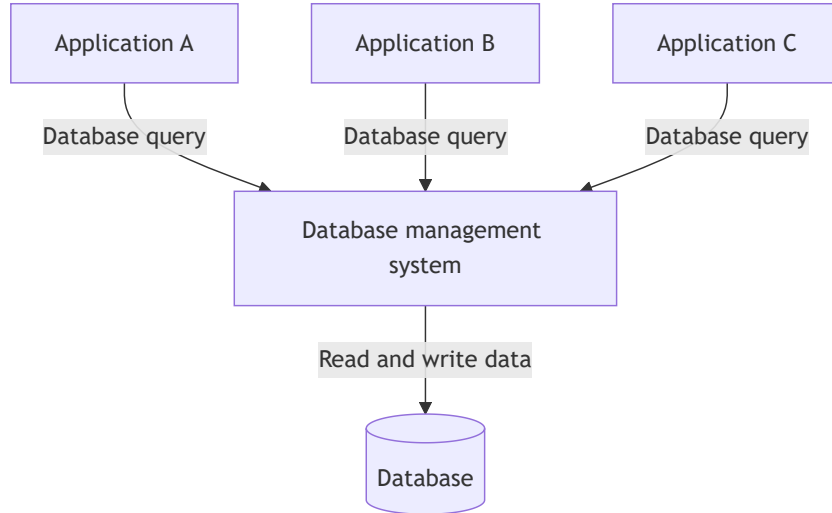 Application A
Application B
Application C
Database query
Database query
Database query
Database management
system
Read and write data
Database